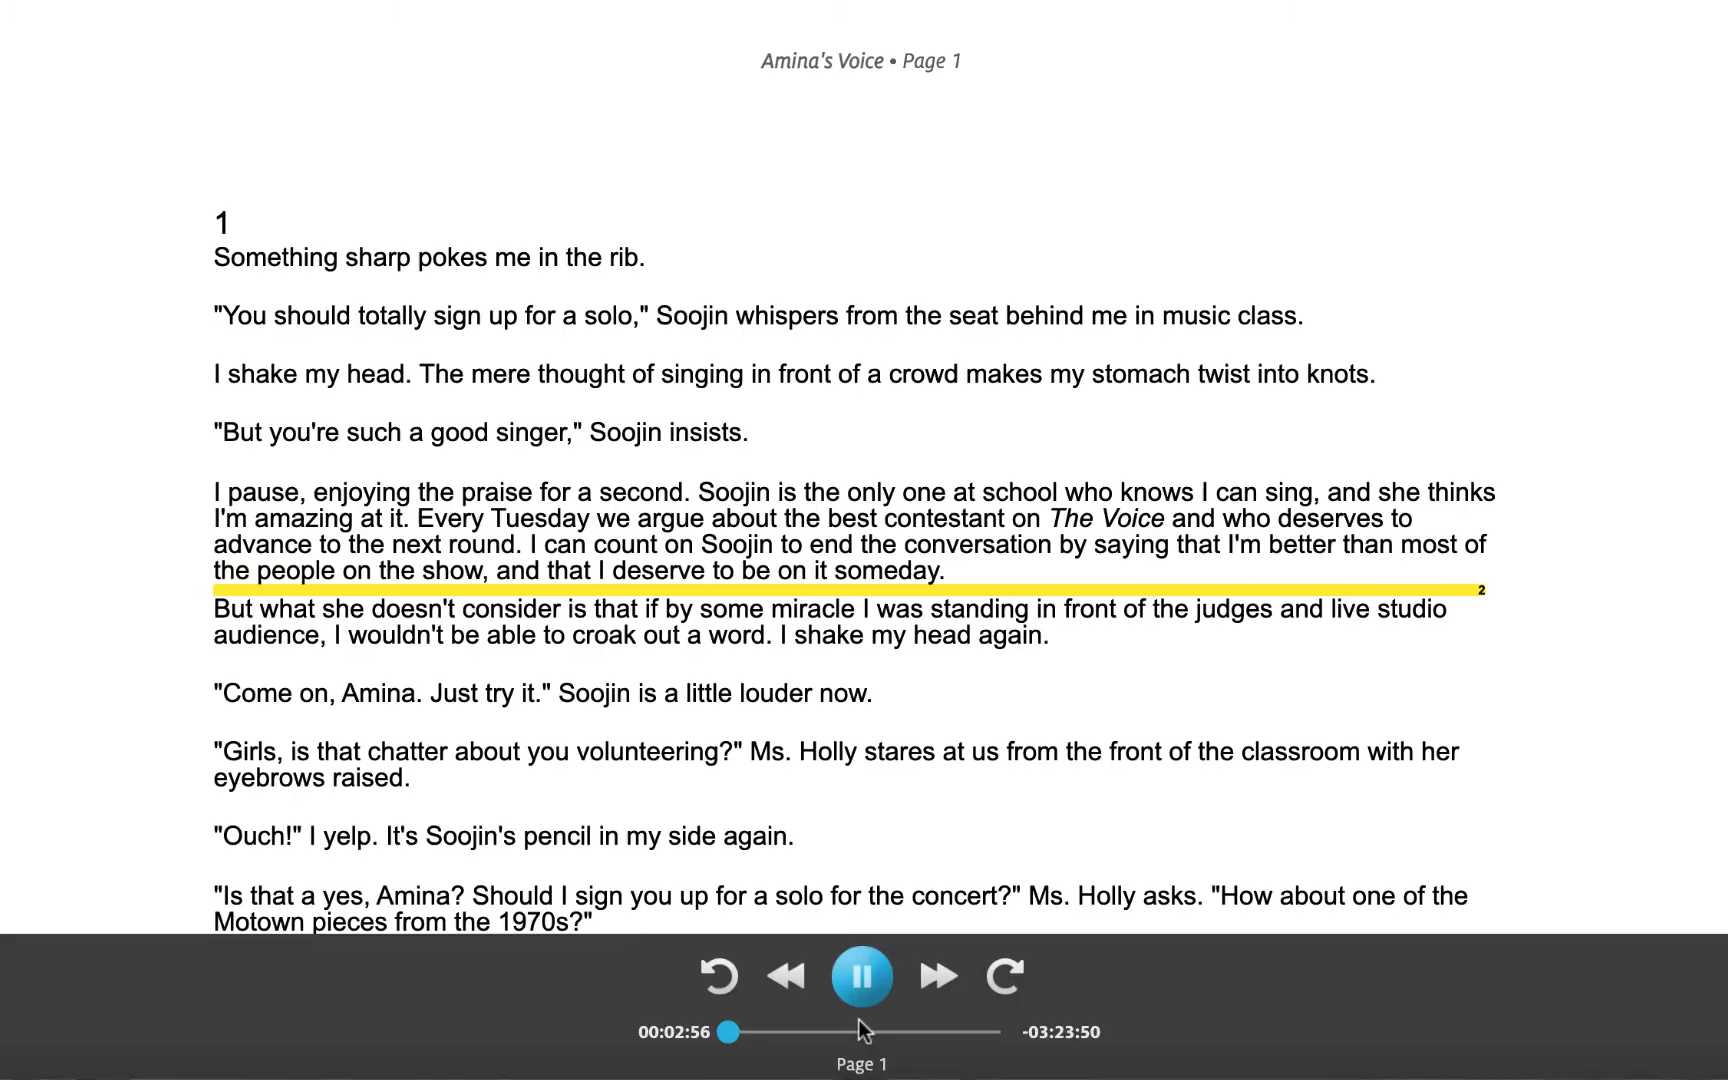 Amina's Voice • Page 1
1
Something sharp pokes me in the rib.
"You should totally sign up for a solo," Soojin whispers from the seat behind me in music class.
I shake my head. The mere thought of singing in front of a crowd makes my stomach twist into knots.
"But you're such a good singer," Soojin insists.
I pause, enjoying the praise for a second. Soojin is the only one at school who knows I can sing, and she thinks
I'm amazing at it. Every Tuesday we argue about the best contestant on The Voice and who deserves to
advance to the next round. I can count on Soojin to end the conversation by saying that I'm better than most of
the people on the show, and that I deserve to be on it someday.
2
But what she doesn't consider is that if by some miracle I was standing in front of the judges and live studio
audience, I wouldn't be able to croak out a word. I shake my head again.
"Come on, Amina. Just try it." Soojin is a little louder now.
"Girls, is that chatter about you volunteering?" Ms. Holly stares at us from the front of the classroom with her
eyebrows raised.
"Ouch!" I yelp. It's Soojin's pencil in my side again.
"Is that a yes, Amina? Should I sign you up for a solo for the concert?" Ms. Holly asks. "How about one of the
Motown pieces from the 1970s?"
00:02:56 -03:23:50
Page 1